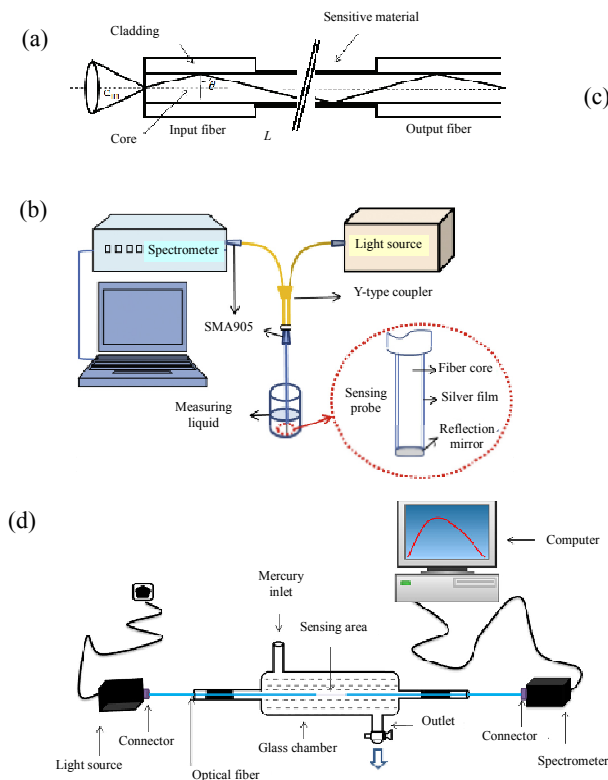 (a)
Cladding
Sensitive material
Core
Input fiber
L
Output fiber
(c)
(b)
Spectrometer
Light source
Y-type coupler
SMA905
Measuring
liquid
Sensing
probe
Fiber core
Silver film
Reflection
mirror
(d)
Computer
Mercury
inlet
Sensing area
Outlet
Glass chamber
Connector
Light source
Optical fiber
Connector
Spectrometer